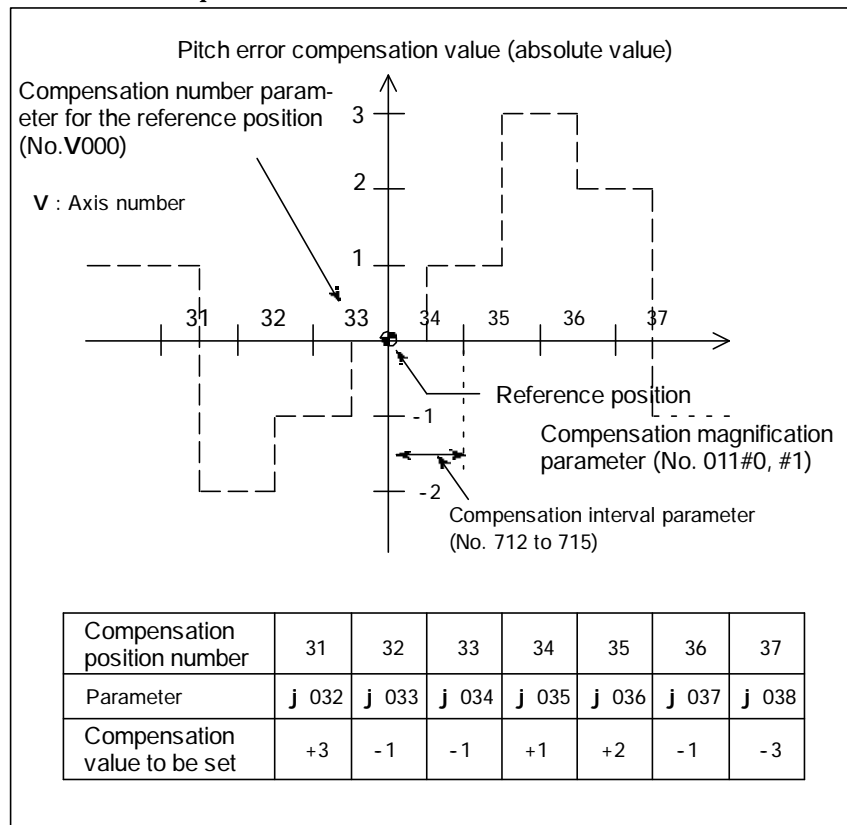 Pitch error compensation value (absolute value)
Compensation number param-
eter for the reference position
(No.V000)
V : Axis number
3
2
1
31 32 33 34 35 36 37
Reference position
-1
Compensation magnification
parameter (No. 011#0, #1)
-2
Compensation interval parameter
(No. 712 to 715)
Compensation
position number 31 32 33 34 35 36 37
Parameter j 032 j 033 j 034 j 035 j 036 j 037 j 038
Compensation
value to be set +3 -1 -1 +1 +2 -1 -3